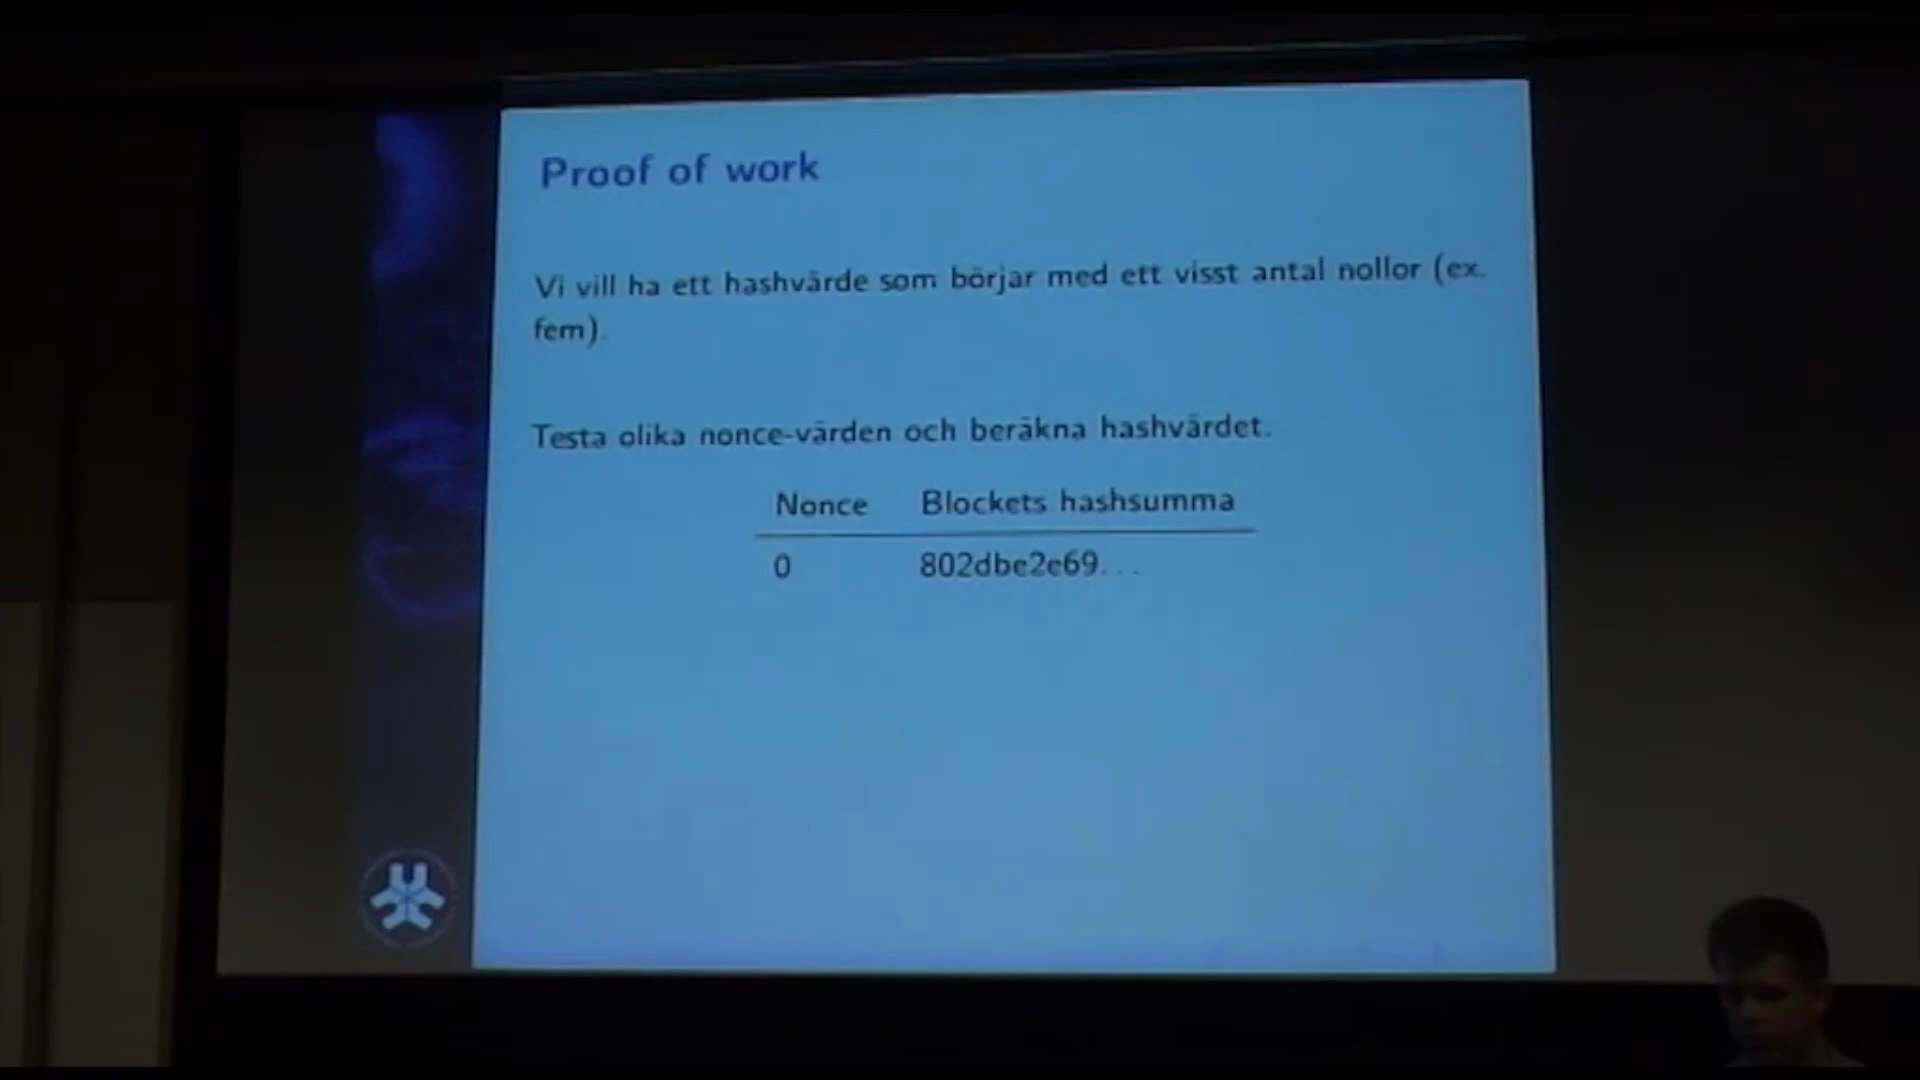 Proof of work
Vi vill ha ett hashvärde som börjar med ett visst antal nollor (ex.
fem).
Testa olika nonce-värden och beräkna hashvärdet.
Nonce Blockets hashsumma
0 802dbe2e69...